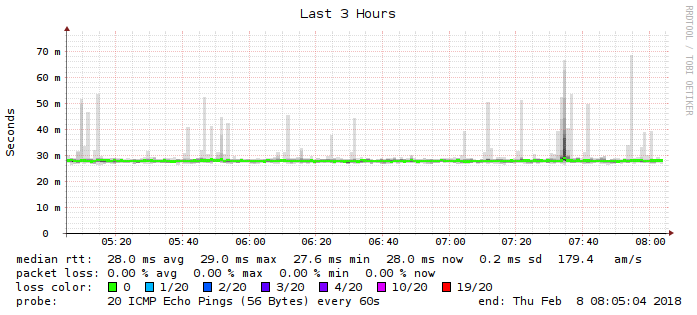 Last 3 Hours
RRDTOOL / TOBI OETIKER
Seconds
70 m
60 m
50 m
40 m
30 m
20 m
10 m
0
05:20 05:40 06:00 06:20 06:40 07:00 07:20 07:40 08:00
median rtt: 28.0 ms avg 29.0 ms max 27.6 ms min 28.0 ms now 0.2 ms sd 179.4 am/s
packet loss: 0.00 % avg 0.00 % max 0.00 % min 0.00 % now
loss color: 0 1/20 2/20 3/20 4/20 10/20 19/20
probe: 20 ICMP Echo Pings (56 Bytes) every 60s end: Thu Feb 8 08:05:04 2018